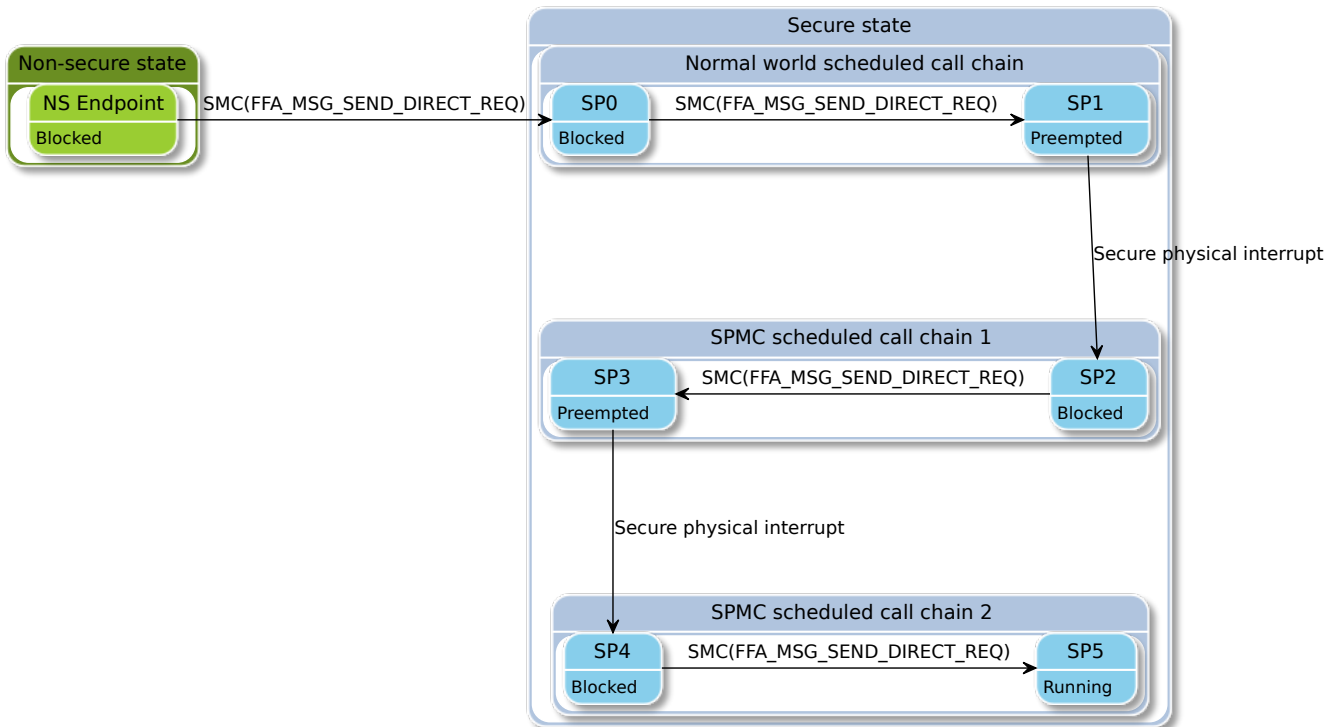 Secure state
Non-secure state
Normal world scheduled call chain
NS Endpoint
Blocked
SMC(FFA_MSG_SEND_DIRECT_REQ)
SP0
Blocked
SMC(FFA_MSG_SEND_DIRECT_REQ)
SP1
Preempted
Secure physical interrupt
SPMC scheduled call chain 1
SP3
Preempted
SMC(FFA_MSG_SEND_DIRECT_REQ)
SP2
Blocked
Secure physical interrupt
SPMC scheduled call chain 2
SP4
Blocked
SMC(FFA_MSG_SEND_DIRECT_REQ)
SP5
Running